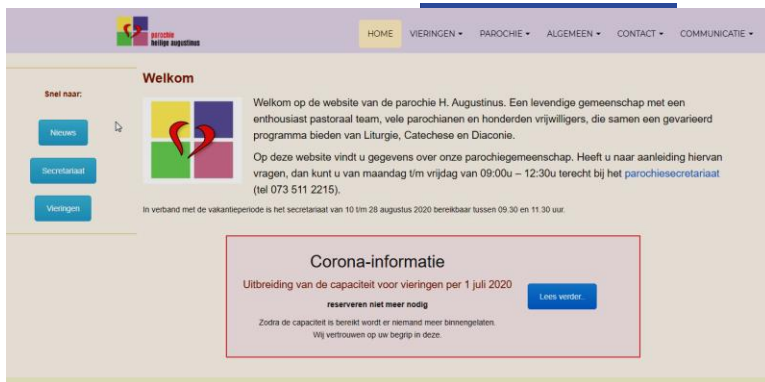 parochie
heilige augustinus
HOME VIERINGEN PAROCHIE ALGEMEEN CONTACT COMMUNICATIE
Snel naar:
Nieuws
Secretariaat
Vieringen
Welkom
Welkom op de website van de parochie H. Augustinus. Een levendige gemeenschap met een
enthousiast pastoraal team, vele parochianen en honderden vrijwilligers, die samen een gevarieerd
programma bieden van Liturgie, Catechese en Diaconie.
Op deze website vindt u gegevens over onze parochiegemeenschap. Heeft u naar aanleiding hiervan
vragen, dan kunt u van maandag t/m vrijdag van 09:00u – 12:30u terecht bij het parochiesecretariaat
(tel 073 511 2215).
In verband met de vakantieperiode is het secretariaat van 10 t/m 28 augustus 2020 bereikbaar tussen 09.30 en 11.30 uur.
Corona-informatie
Uitbreiding van de capaciteit voor vieringen per 1 juli 2020
reserveren niet meer nodig
Lees verder..
Zodra de capaciteit is bereikt wordt er niemand meer binnengelaten.
Wij vertrouwen op uw begrip in deze.